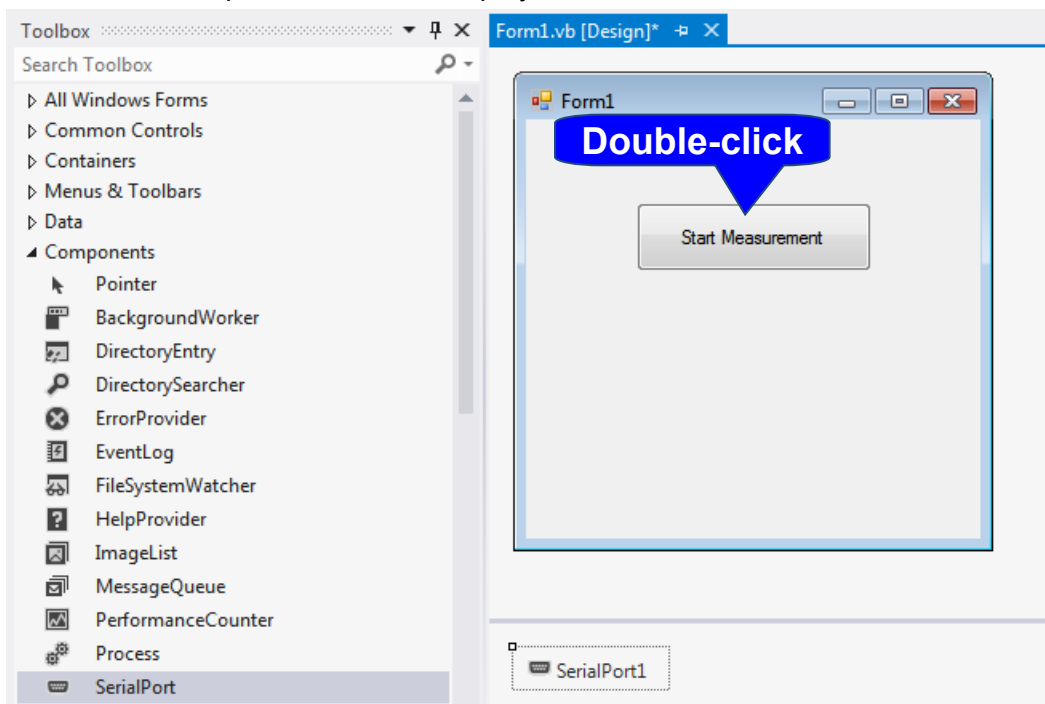 Toolbox
Search Toolbox
All Windows Forms
Common Controls
Containers
Menus & Toolbars
Data
Components
Pointer
BackgroundWorker
DirectoryEntry
DirectorySearcher
ErrorProvider
EventLog
FileSystemWatcher
HelpProvider
ImageList
MessageQueue
PerformanceCounter
Process
SerialPort
Form1.vb [Design]*
Form1
Double-click
Start Measurement
SerialPort1